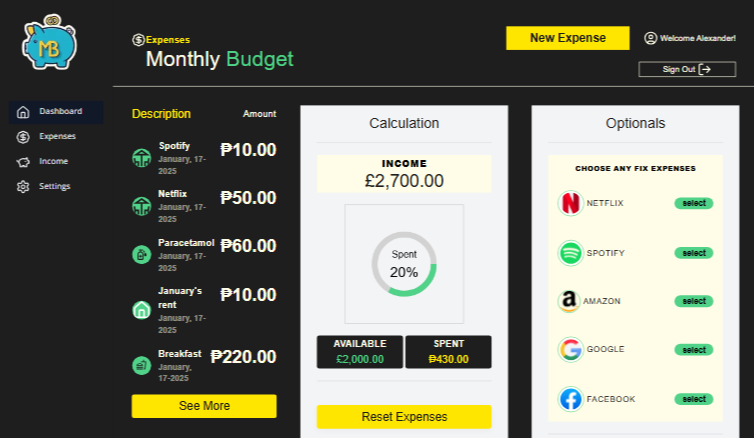 MB
Expenses
Monthly Budget
New Expense
Welcome Alexander!
Sign Out
Dashboard
Expenses
Income
Settings
Description Amount
Spotify
January, 17-
2025
₱10.00
Netflix
January, 17-
2025
₱50.00
Paracetamol
January, 17-
2025
₱60.00
January's
rent
January, 17-
2025
₱10.00
Breakfast
January,
17-2025
₱220.00
See More
Calculation
INCOME
£2,700.00
Spent
20%
AVAILABLE
£2,000.00
SPENT
₱430.00
Reset Expenses
Optionals
CHOOSE ANY FIX EXPENSES
NETFLIX select
SPOTIFY select
a AMAZON select
GOOGLE select
FACEBOOK select